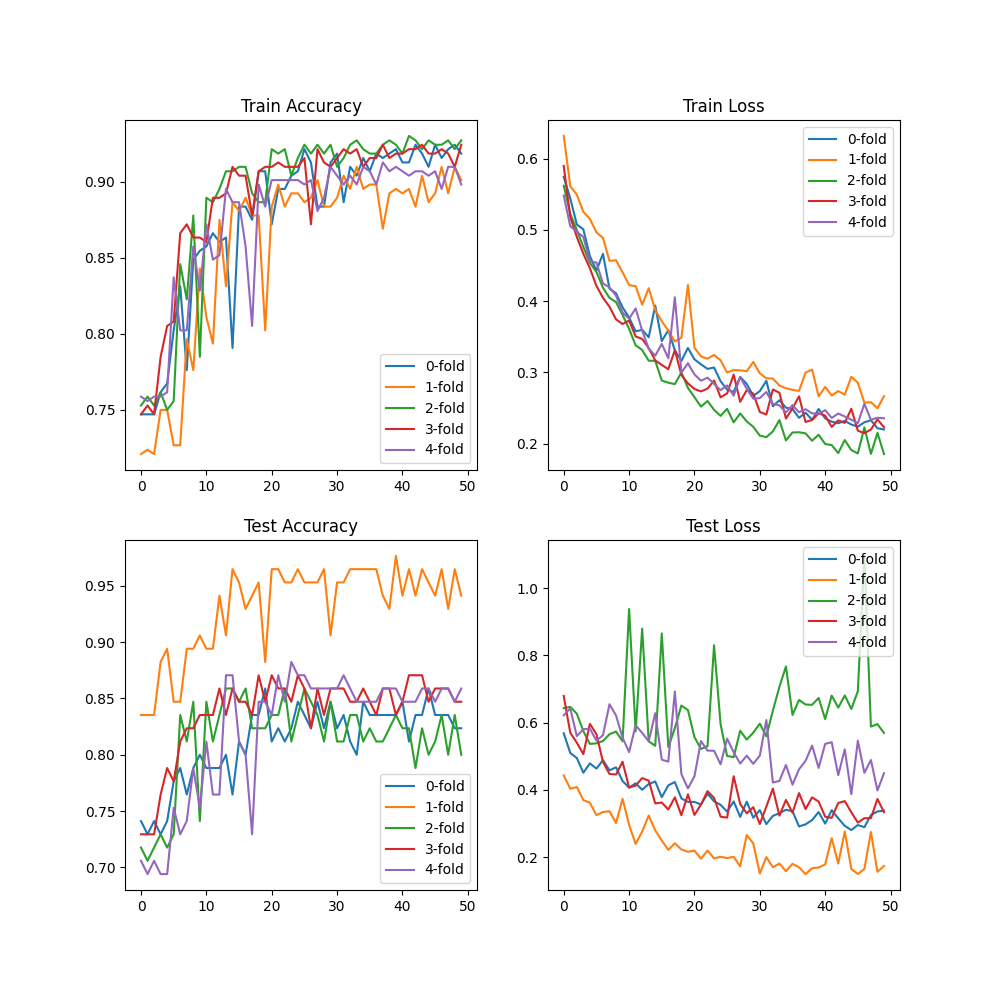 Train Accuracy
0.90
0.85
0.80
0.75
0 10 20 30 40 50
0-fold
1-fold
2-fold
3-fold
4-fold
Train Loss
0.6
0.5
0.4
0.3
0.2
0 10 20 30 40 50
0-fold
1-fold
2-fold
3-fold
4-fold
Test Accuracy
0.95
0.90
0.85
0.80
0.75
0.70
0 10 20 30 40 50
0-fold
1-fold
2-fold
3-fold
4-fold
Test Loss
1.0
0.8
0.6
0.4
0.2
0 10 20 30 40 50
0-fold
1-fold
2-fold
3-fold
4-fold